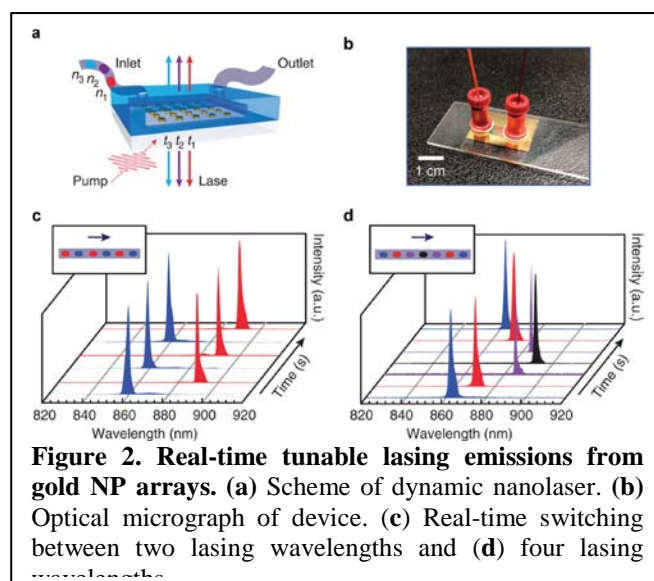 a
n3
n2
n1
Inlet
Outlet
t3 t2 t1
Pump
Lase
b
1 cm
c
Intensity (a.u.)
Time (s)
820 840 860 880 900 920
Wavelength (nm)
d
Intensity (a.u.)
Time (s)
820 840 860 880 900 920
Wavelength (nm)
Figure 2. Real-time tunable lasing emissions from
gold NP arrays. (a) Scheme of dynamic nanolaser. (b)
Optical micrograph of device. (c) Real-time switching
between two lasing wavelengths and (d) four lasing
wavelengths